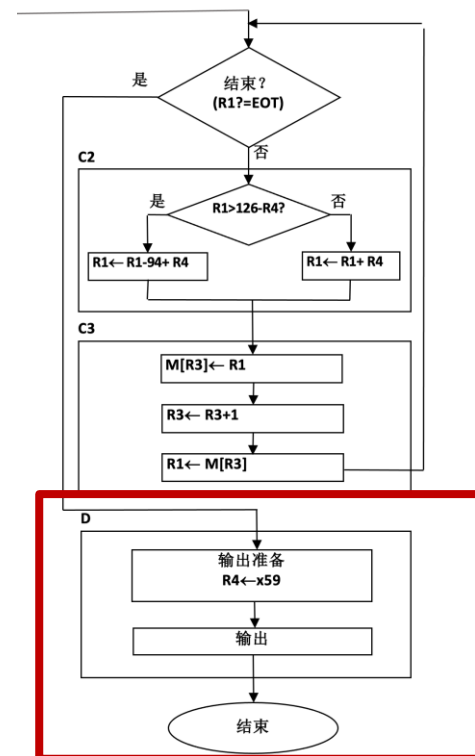 结束？
(R1?=EOT)
是
否
C2
R1>126-R4?
是
否
R1← R1-94+ R4
R1← R1+ R4
C3
M[R3]← R1
R3← R3+1
R1← M[R3]
D
输出准备
R4←x59
输出
结束